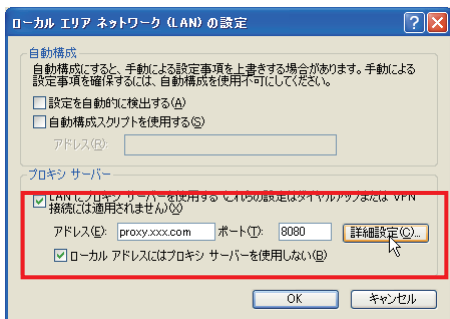 ローカル エリア ネットワーク (LAN) の設定
自動構成
自動構成にすると、手動による設定事項を上書きする場合があります。手動による
設定事項を確保するには、自動構成を使用不可にしてください。
設定を自動的に検出する(A)
自動構成スクリプトを使用する(S)
アドレス(R):
プロキシ サーバー
LAN にプロキシ サーバーを使用する (これらの設定はダイヤルアップまたは VPN
接続には適用されません)(X)
アドレス(E): proxy.xxx.com ポート(T): 8080 詳細設定(C)...
ローカル アドレスにはプロキシ サーバーを使用しない(B)
OK キャンセル